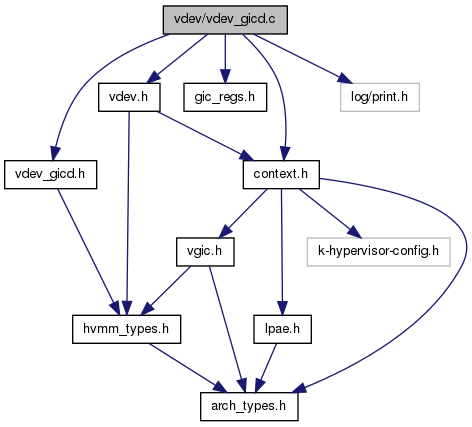 vdev/vdev_gicd.c
vdev.h
gic_regs.h
log/print.h
vdev_gicd.h
context.h
vgic.h
k-hypervisor-config.h
hvmm_types.h
lpae.h
arch_types.h